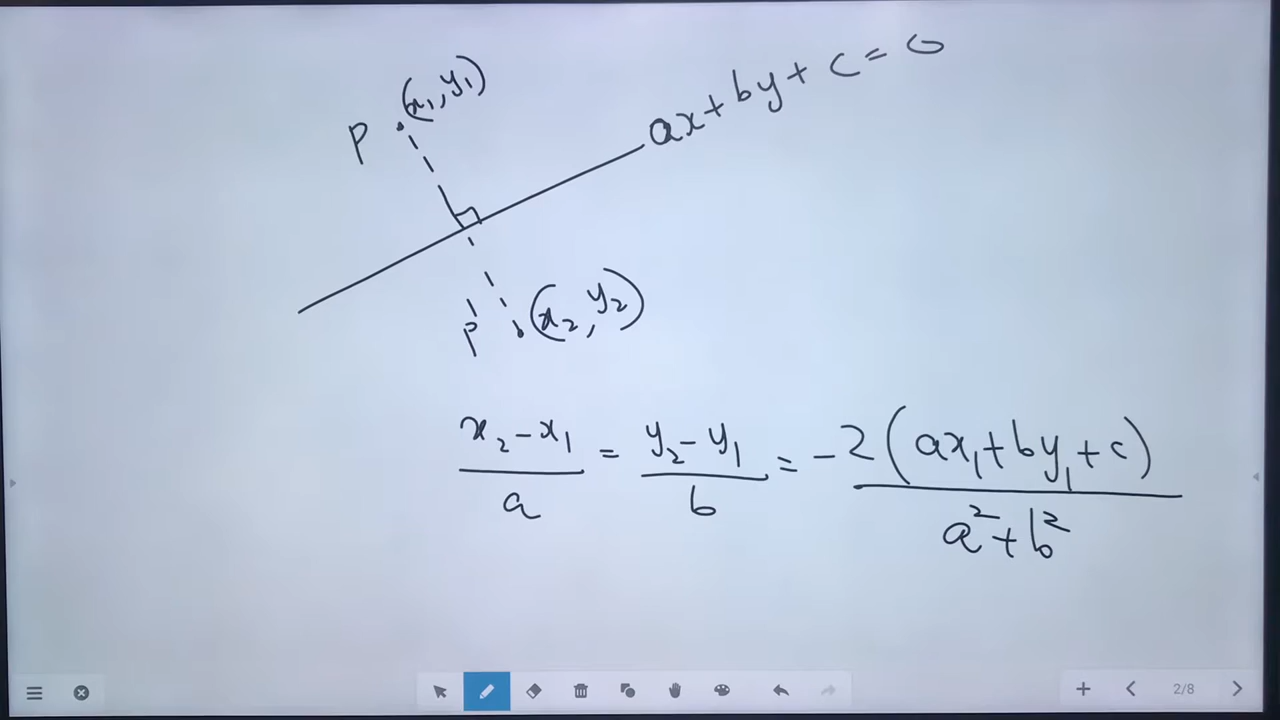 (x₁, y₁)
P
ax + by + c = 0
P'
(x₂, y₂)
x₂ - x₁ / a = y₂ - y₁ / b = -2(ax₁ + by₁ + c) / a² + b²
2/8